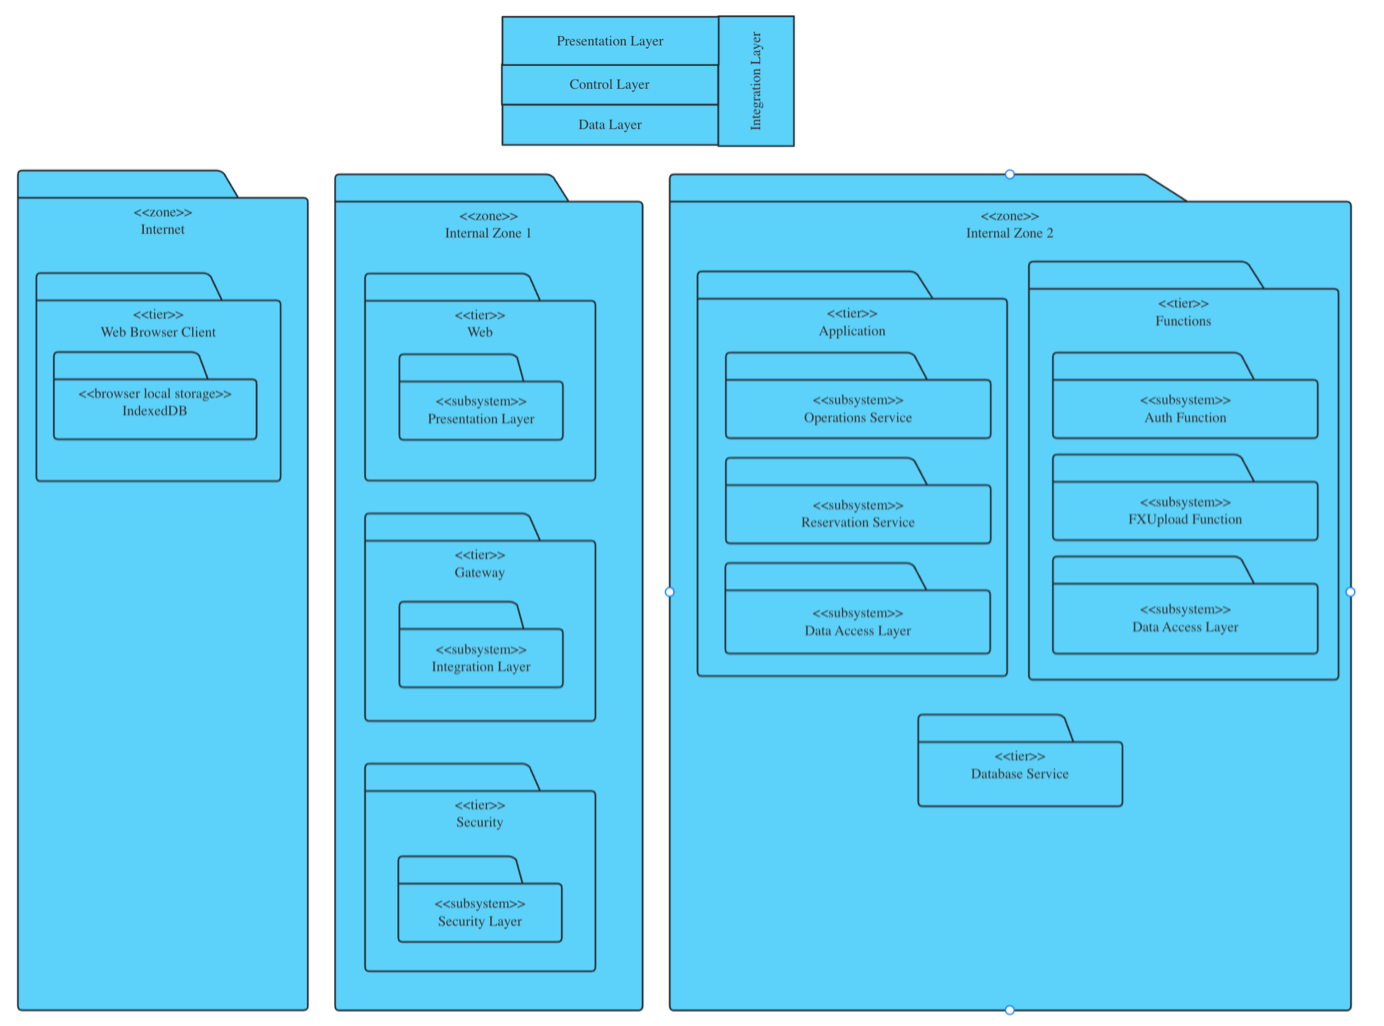 Presentation Layer
Control Layer
Data Layer
Integration Layer
<<zone>>
Internet
<<tier>>
Web Browser Client
<<browser local storage>>
IndexedDB
<<zone>>
Internal Zone 1
<<tier>>
Web
<<subsystem>>
Presentation Layer
<<tier>>
Gateway
<<subsystem>>
Integration Layer
<<tier>>
Security
<<subsystem>>
Security Layer
<<zone>>
Internal Zone 2
<<tier>>
Application
<<subsystem>>
Operations Service
<<subsystem>>
Reservation Service
<<subsystem>>
Data Access Layer
<<tier>>
Functions
<<subsystem>>
Auth Function
<<subsystem>>
FXUpload Function
<<subsystem>>
Data Access Layer
<<tier>>
Database Service